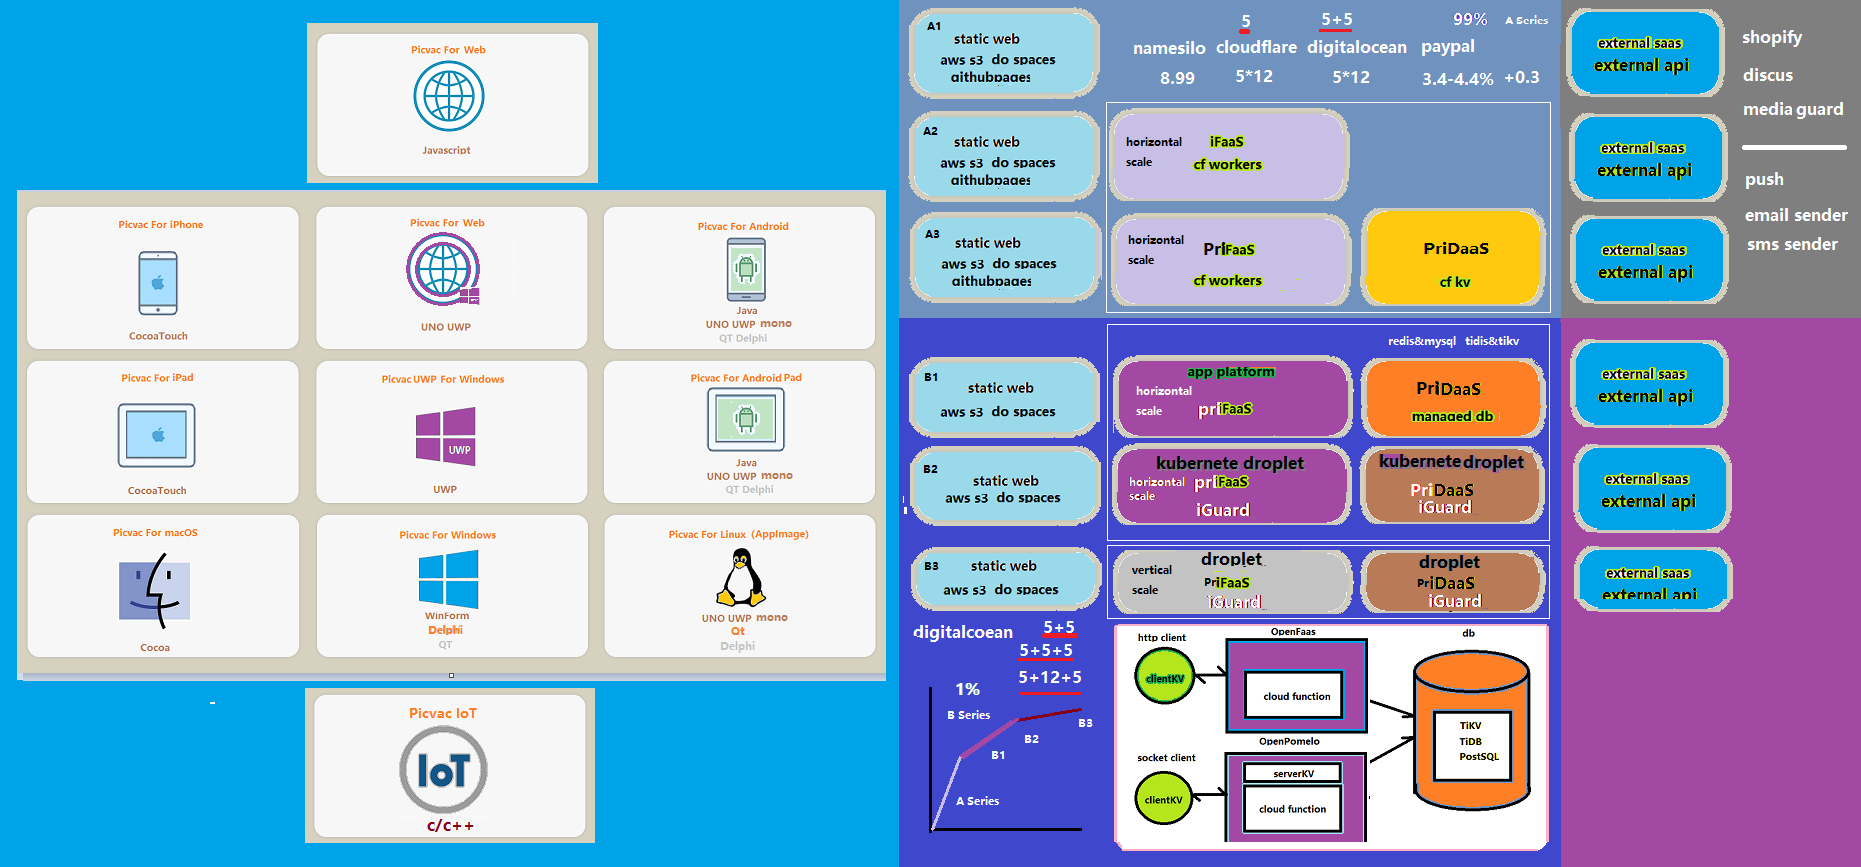 Picvac For Web
Javascript
Picvac For iPhone
CocoaTouch
Picvac For Web
UNO UWP
Picvac For Android
Java
UNO UWP mono
QT Delphi
Picvac For iPad
CocoaTouch
Picvac UWP For Windows
UWP
UWP
Picvac For Android Pad
Java
UNO UWP mono
QT Delphi
Picvac For macOS
Cocoa
Picvac For Windows
WinForm
Delphi
QT
Picvac For Linux (AppImage)
UNO UWP mono
Qt
Delphi
Picvac IoT
IoT
c/c++
A1
static web
aws s3 do spaces
githubpages
5
5+5
99%
A Series
namesilo cloudflare digitalocean paypal
8.99 5*12 5*12 3.4-4.4% +0.3
A2
static web
aws s3 do spaces
githubpages
horizontal
scale
iFaaS
cf workers
A3
static web
aws s3 do spaces
githubpages
horizontal
scale
PriFaaS
cf workers
PriDaaS
cf kv
external saas
external api
external saas
external api
external saas
external api
shopify
discus
media guard
push
email sender
sms sender
redis&mysql tidis&tikv
B1
static web
aws s3 do spaces
app platform
horizontal
scale
priFaaS
PriDaaS
managed db
B2
static web
aws s3 do spaces
kubernete droplet
horizontal
scale
priFaaS
iGuard
kubernete droplet
PriDaaS
iGuard
B3
static web
aws s3 do spaces
vertical
scale
droplet
PriFaaS
iGuard
droplet
PriDaaS
iGuard
external saas
external api
external saas
external api
external saas
external api
digitalcoean
5+5
5+5+5
5+12+5
1%
B Series
B3
B2
B1
A Series
http client
clientKV
OpenFaas
cloud function
db
TiKV
TiDB
PostSQL
socket client
clientKV
OpenPomelo
serverKV
cloud function